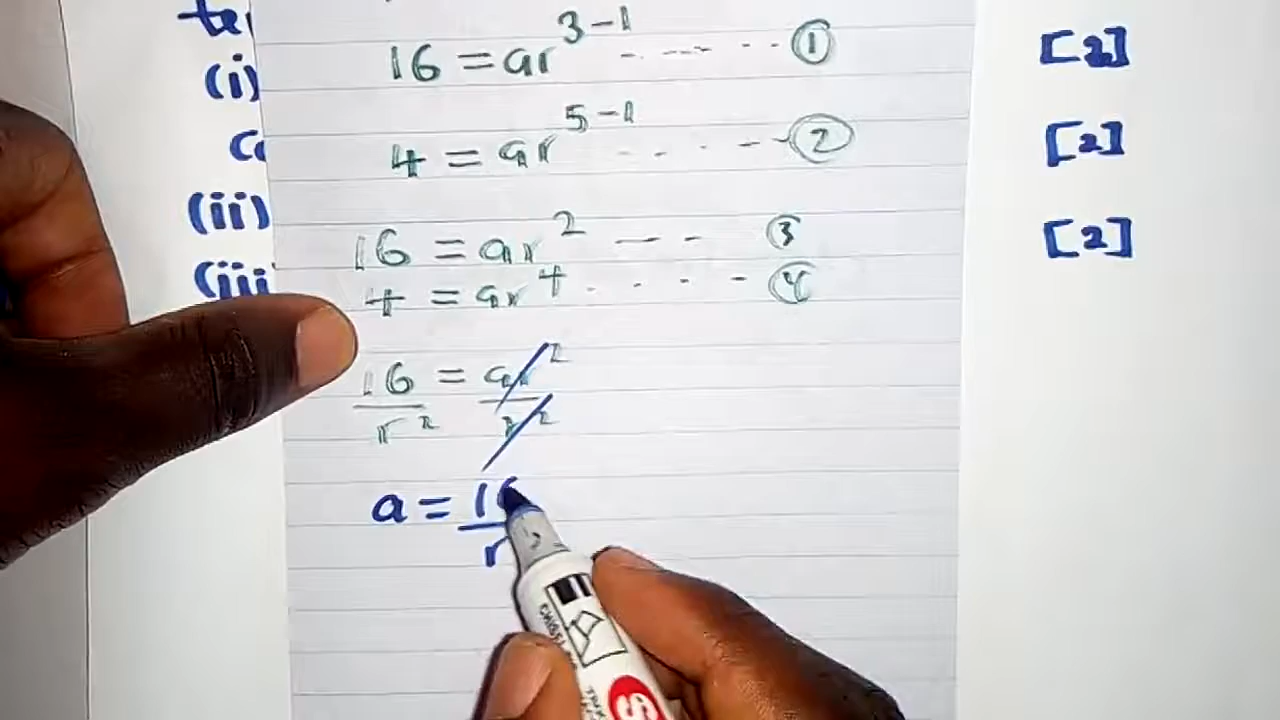 (i)
(ii)
(iii
16 = ar^3-1 - - - - - - ①
[2]
4 = ar^5-1 - - - - - ②
[2]
16 = ar^2 - - - ③
[2]
4 = ar^4 - - - - - ④
16/r^2 = ar^2/r^2
a = 16/r